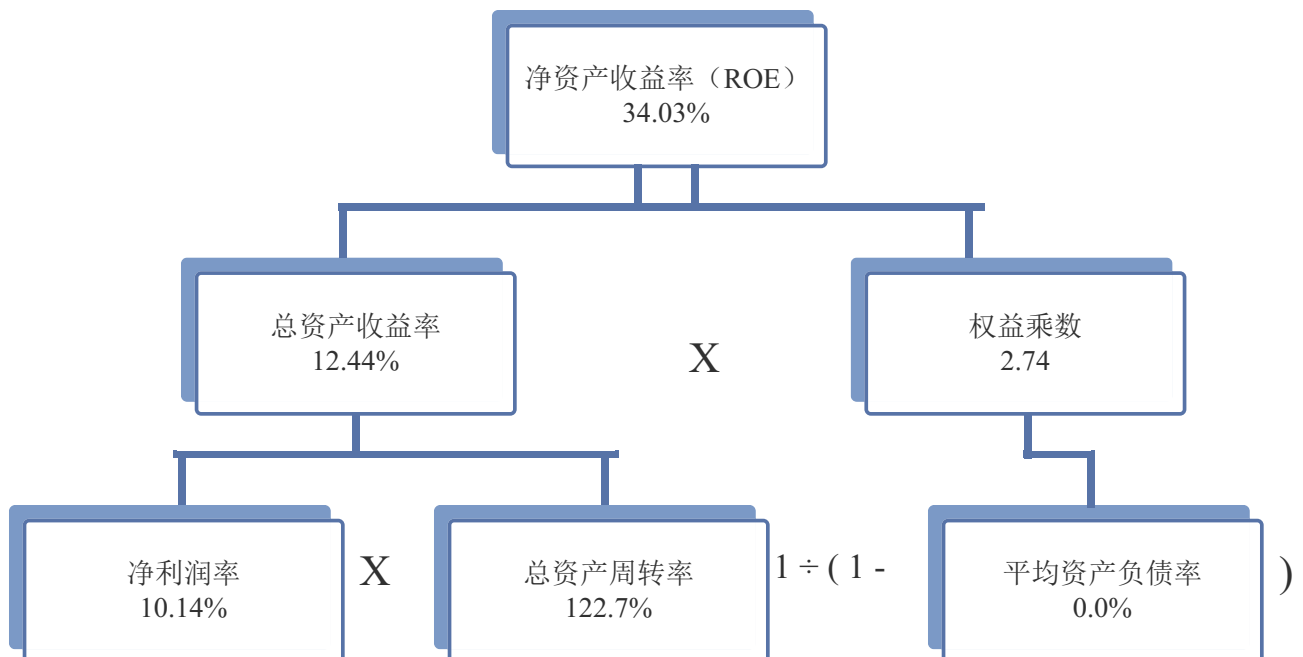 净资产收益率（ROE）
34.03%
总资产收益率
12.44%
X
权益乘数
2.74
净利润率
10.14%
X
总资产周转率
122.7%
1 ÷ ( 1 -
平均资产负债率
0.0%
)